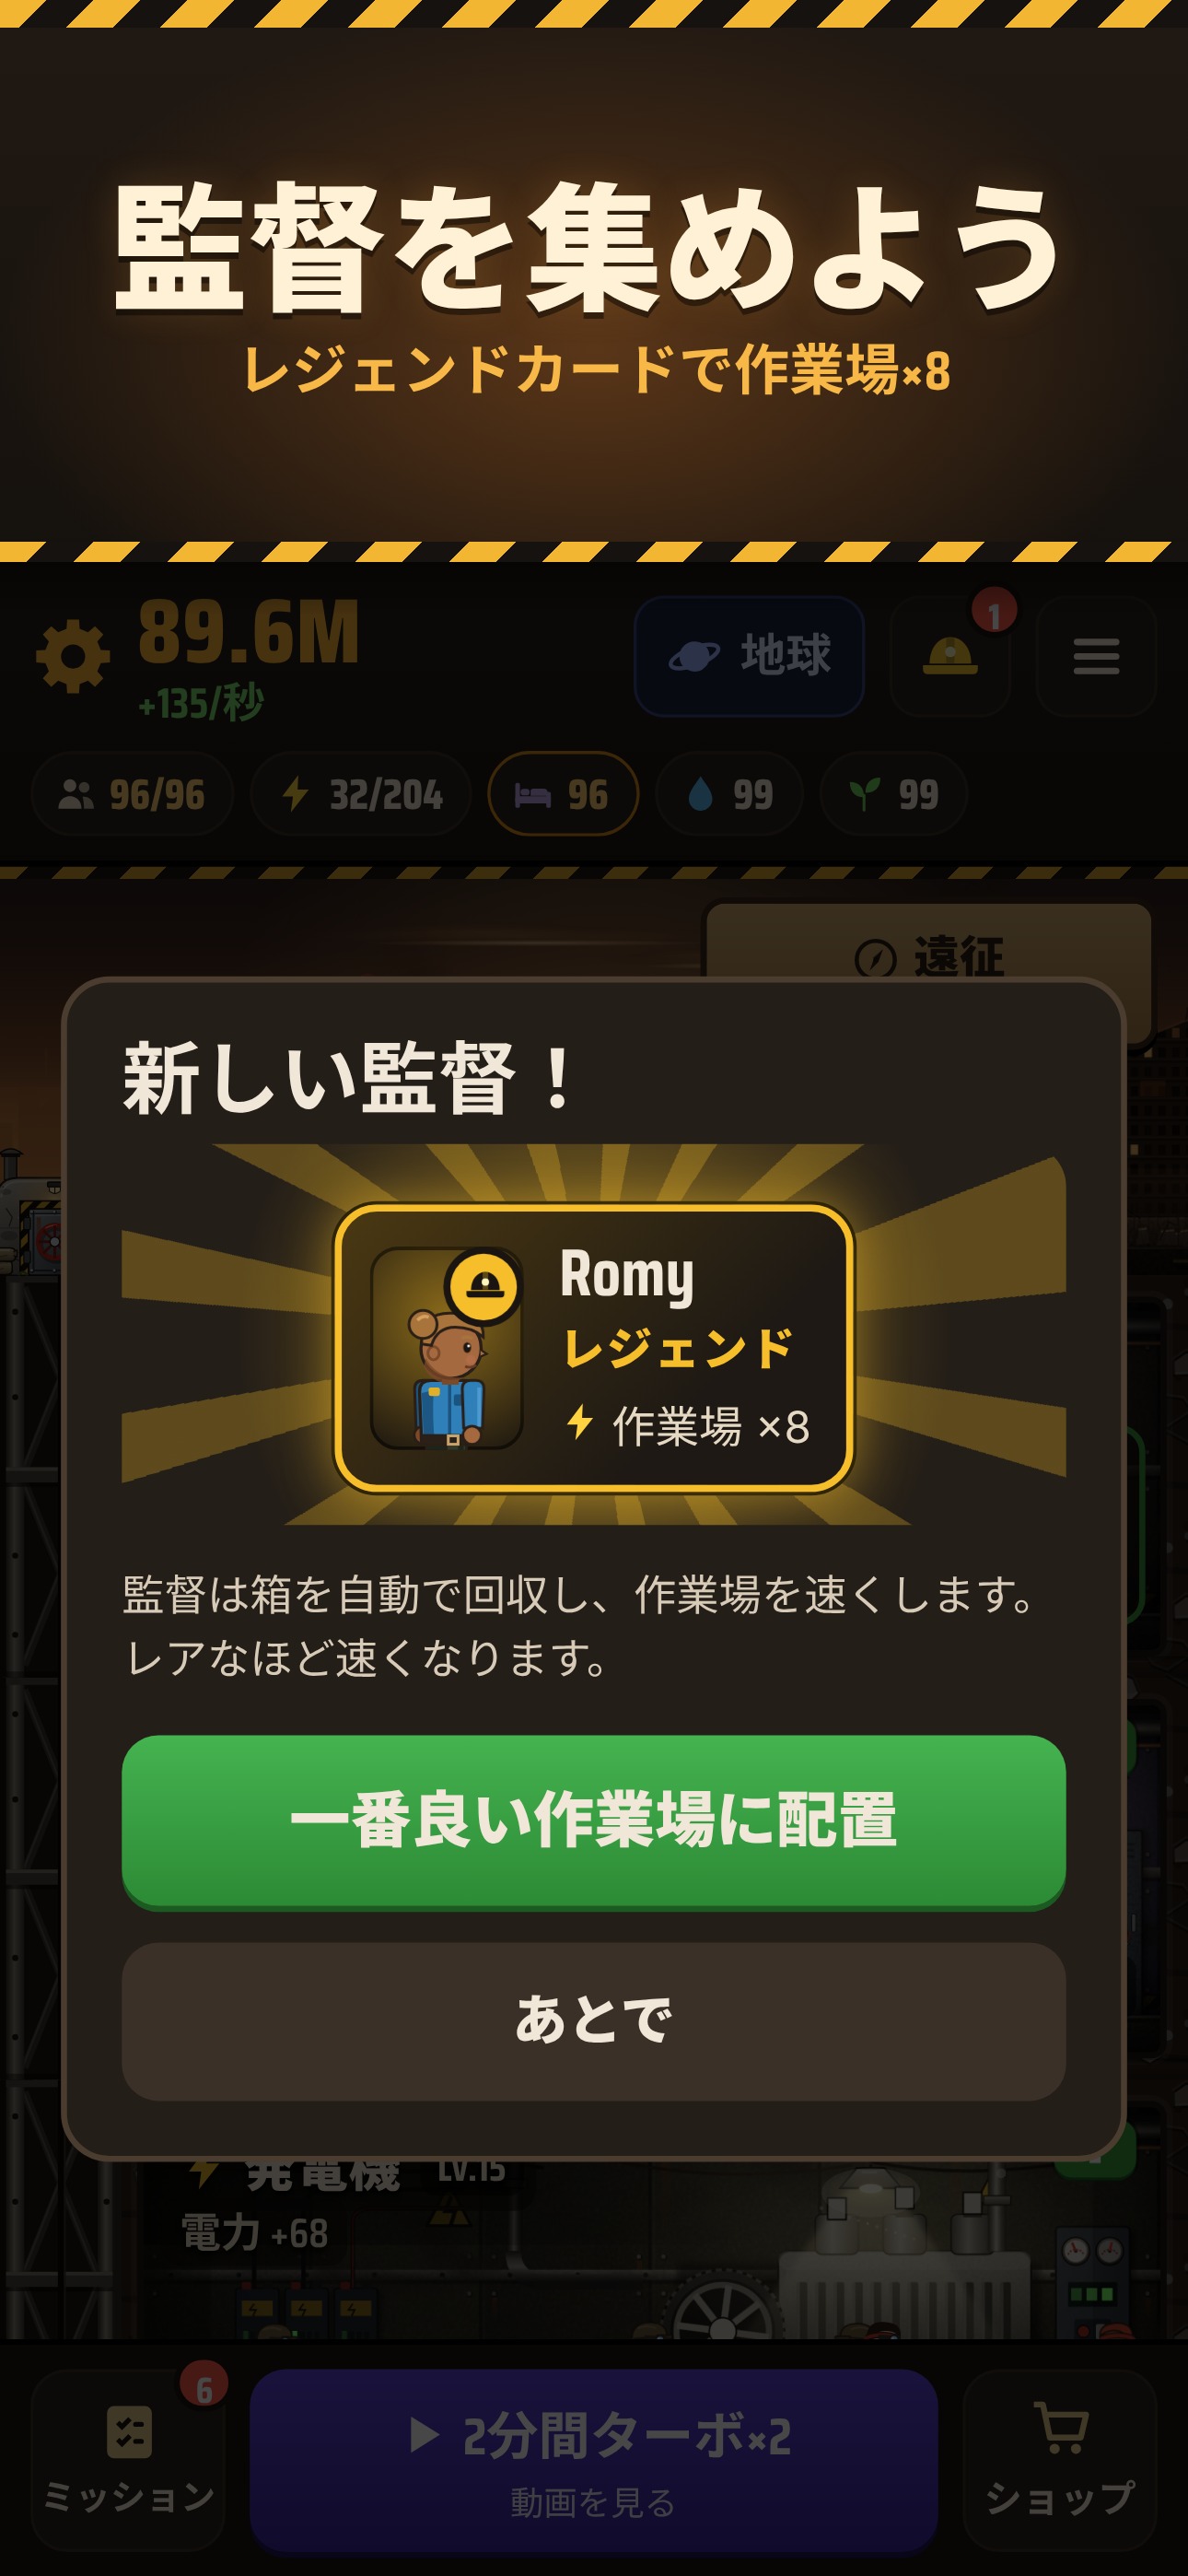 監督を集めよう
レジェンドカードで作業場×8
89.6M
+135/秒
地球
1
96/96
32/204
96
99
99
遠征
新しい監督！
Romy
レジェンド
作業場 ×8
監督は箱を自動で回収し、作業場を速くします。
レアなほど速くなります。
一番良い作業場に配置
あとで
発電機 LV.15
電力 +68
6
ミッション
2分間ターボ×2
動画を見る
ショップ